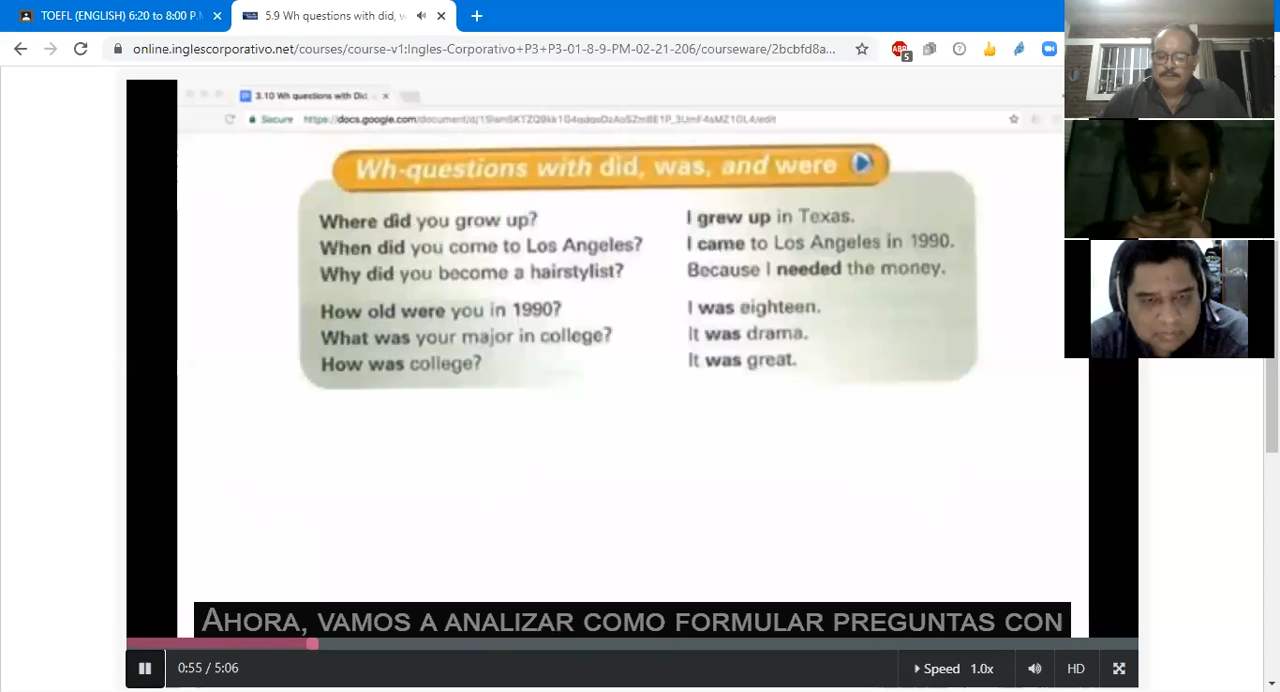 TOEFL (ENGLISH) 6:20 to 8:00 P.M
5.9 Wh questions with did, w
online.inglescorporativo.net/courses/course-v1:Ingles-Corporativo+P3+P3-01-8-9-PM-02-21-206/courseware/2bcbfd8a...
ABP
5
3.10 Wh questions with Did
Secure
Wh-questions with did, was, and were
Where did you grow up? I grew up in Texas.
When did you come to Los Angeles? I came to Los Angeles in 1990.
Why did you become a hairstylist? Because I needed the money.
How old were you in 1990? I was eighteen.
What was your major in college? It was drama.
How was college? It was great.
AHORA, VAMOS A ANALIZAR COMO FORMULAR PREGUNTAS CON
0:55 / 5:06
Speed 1.0x
HD